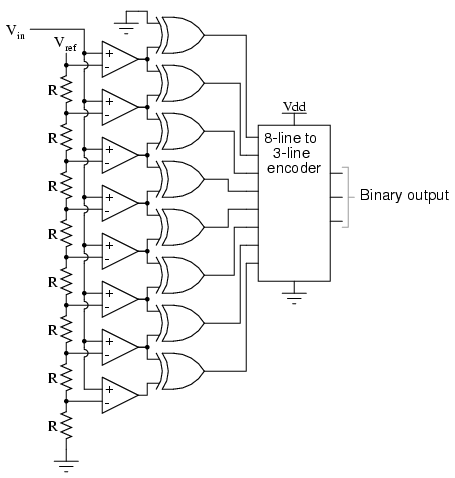 Vin
Vref
R
R
R
R
R
R
R
R
+
-
+
-
+
-
+
-
+
-
+
-
+
-
+
-
Vdd
8-line to
3-line
encoder
Binary output